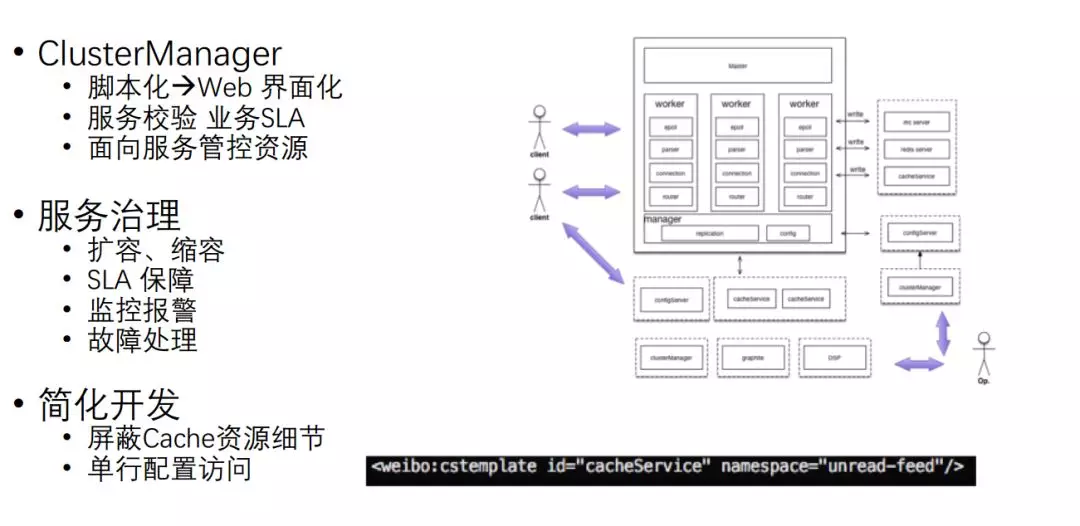 • ClusterManager
• 脚本化→Web 界面化
• 服务校验 业务SLA
• 面向服务管控资源
• 服务治理
• 扩容、缩容
• SLA 保障
• 监控报警
• 故障处理
• 简化开发
• 屏蔽Cache资源细节
• 单行配置访问
Master
worker worker worker
epoll epoll epoll
parser parser parser
connection connection connection
router router router
manager
replication config
client
client
write
write
write
mc server
redis server
cacheService
configServer
clusterManager
configServer
cacheService cacheService
clusterManager graphite DSP
Op.
<weibo:cstemplate id="cacheService" namespace="unread-feed"/>